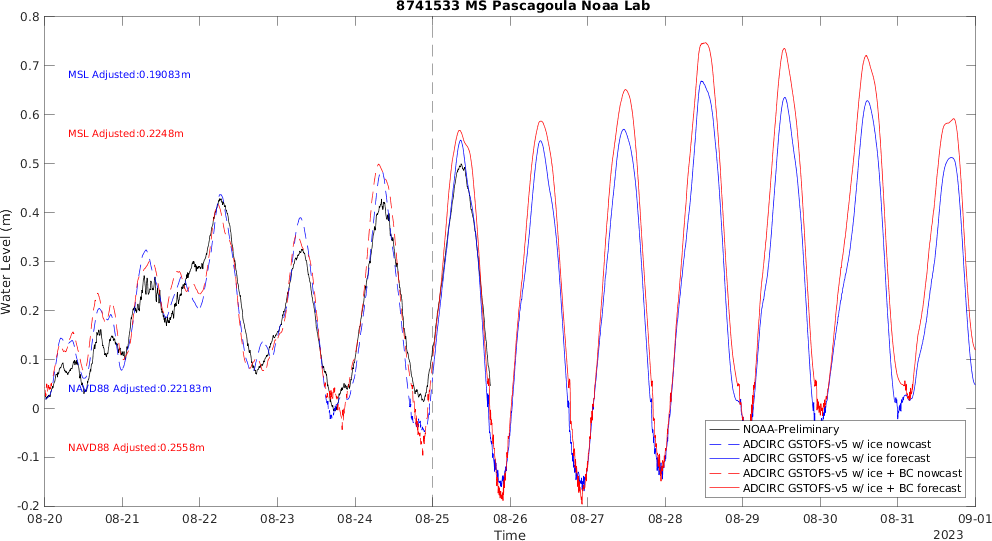 8741533 MS Pascagoula Noaa Lab
0.8
0.7
0.6
0.5
0.4
0.3
0.2
0.1
0
-0.1
-0.2
Water Level (m)
MSL Adjusted:0.19083m
MSL Adjusted:0.2248m
NAVD88 Adjusted:0.22183m
NAVD88 Adjusted:0.2558m
NOAA-Preliminary
ADCIRC GSTOFS-v5 w/ ice nowcast
ADCIRC GSTOFS-v5 w/ ice forecast
ADCIRC GSTOFS-v5 w/ ice + BC nowcast
ADCIRC GSTOFS-v5 w/ ice + BC forecast
08-20 08-21 08-22 08-23 08-24 08-25 08-26 08-27 08-28 08-29 08-30 08-31 09-01
Time
2023